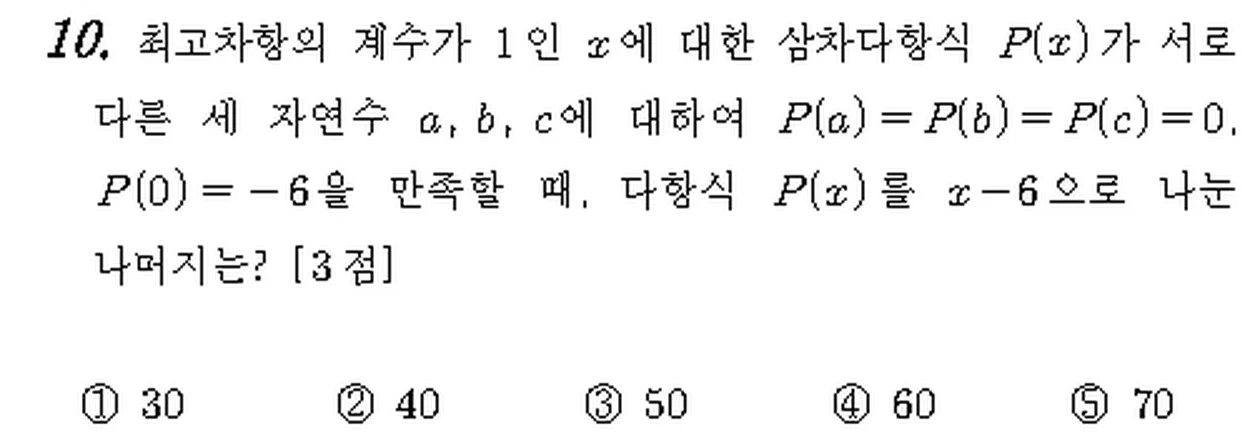 10. 최고차항의 계수가 1인 x에 대한 삼차다항식 P(x)가 서로
다른 세 자연수 a, b, c에 대하여 P(a)=P(b)=P(c)=0,
P(0)=-6을 만족할 때, 다항식 P(x)를 x-6으로 나눈
나머지는? [3점]
① 30 ② 40 ③ 50 ④ 60 ⑤ 70